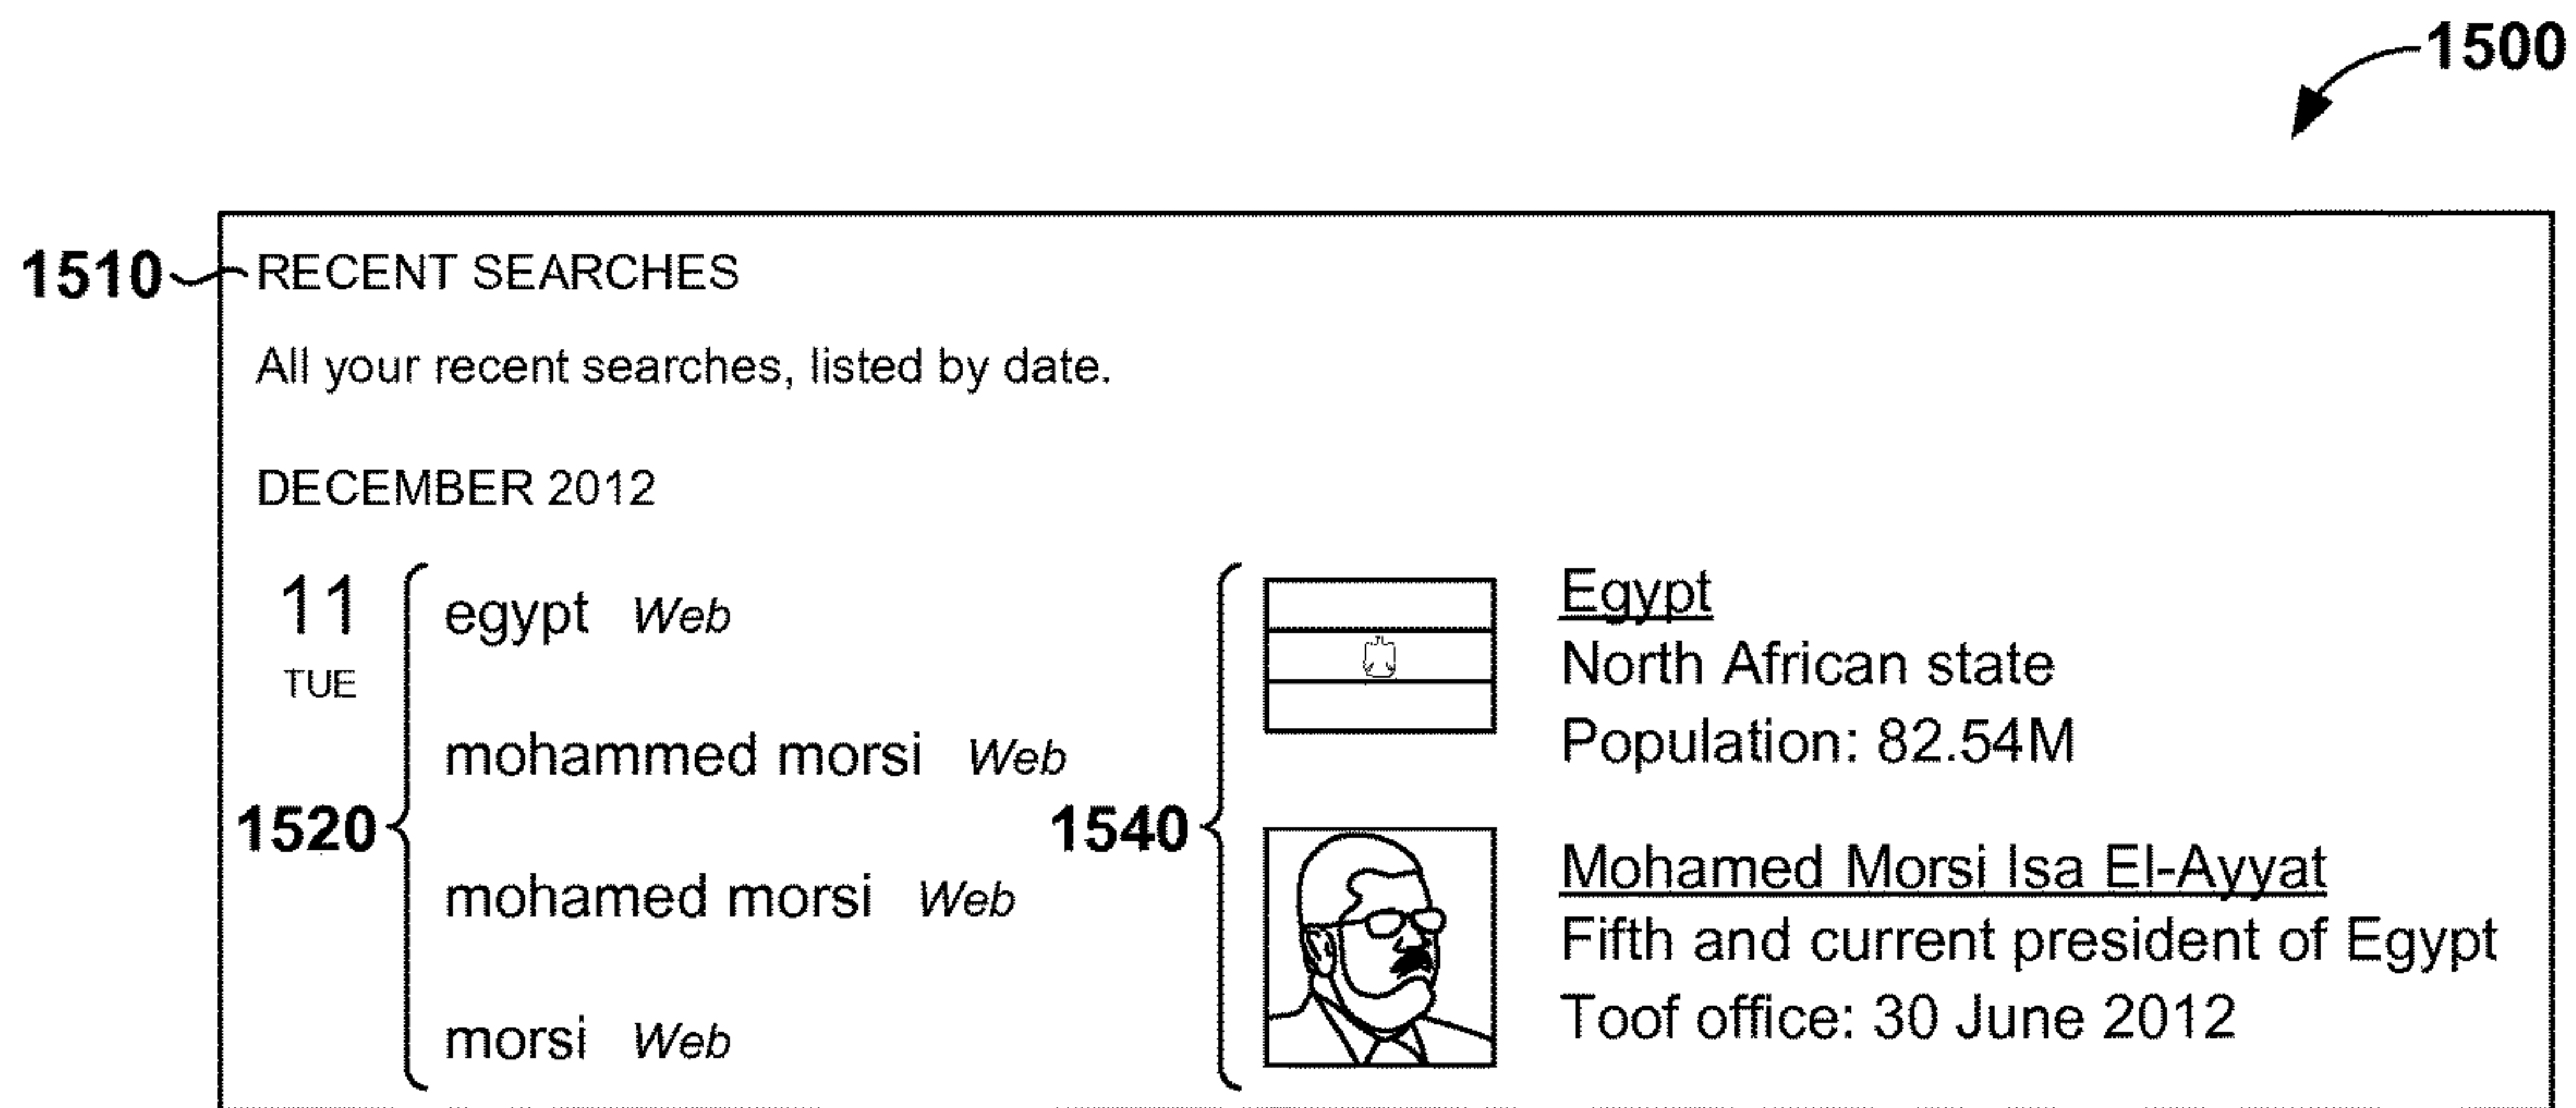 1500
1510
RECENT SEARCHES
All your recent searches, listed by date.
DECEMBER 2012
11
TUE
1520
egypt Web
mohammed morsi Web
mohamed morsi Web
morsi Web
1540
Egypt
North African state
Population: 82.54M
Mohamed Morsi Isa El-Ayyat
Fifth and current president of Egypt
Toof office: 30 June 2012